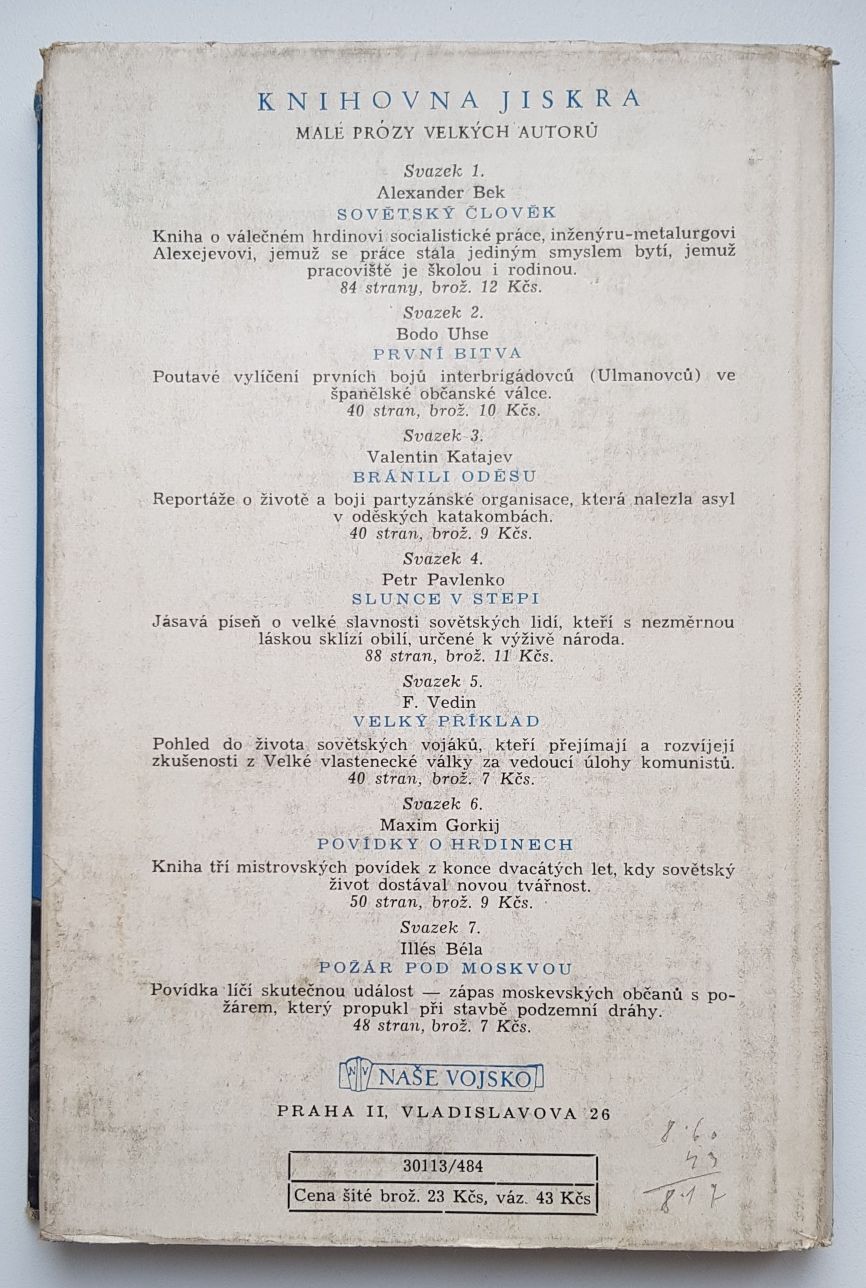 KNIHOVNA JISKRA
MALÉ PRÓZY VELKÝCH AUTORŮ
Svazek 1.
Alexander Bek
SOVĚTSKÝ ČLOVĚK
Kniha o válečném hrdinovi socialistické práce, inženýru-metalurgovi
Alexejevovi, jemuž se práce stala jediným smyslem bytí, jemuž
pracoviště je školou i rodinou.
84 strany, brož. 12 Kčs.
Svazek 2.
Bodo Uhse
PRVNÍ BITVA
Poutavé vylíčení prvních bojů interbrigádovců (Ulmanovců) ve
španělské občanské válce.
40 stran, brož. 10 Kčs.
Svazek 3.
Valentin Katajev
BRÁNILI ODĚSU
Reportáže o životě a boji partyzánské organisace, která nalezla asyl
v oděských katakombách.
40 stran, brož. 9 Kčs.
Svazek 4.
Petr Pavlenko
SLUNCE V STEPI
Jásavá píseň o velké slavnosti sovětských lidí, kteří s nezměrnou
láskou sklízí obilí, určené k výživě národa.
88 stran, brož. 11 Kčs.
Svazek 5.
F. Vedin
VELKÝ PŘÍKLAD
Pohled do života sovětských vojáků, kteří přejímají a rozvíjejí
zkušenosti z Velké vlastenecké války za vedoucí úlohy komunistů.
40 stran, brož. 7 Kčs.
Svazek 6.
Maxim Gorkij
POVÍDKY O HRDINECH
Kniha tří mistrovských povídek z konce dvacátých let, kdy sovětský
život dostával novou tvářnost.
50 stran, brož. 9 Kčs.
Svazek 7.
Illés Béla
POŽÁR POD MOSKVOU
Povídka líčí skutečnou událost — zápas moskevských občanů s po-
žárem, který propukl při stavbě podzemní dráhy.
48 stran, brož. 7 Kčs.
NV NAŠE VOJSKO
PRAHA II, VLADISLAVOVA 26
30113/484
Cena šité brož. 23 Kčs, váz. 43 Kčs
8·60
43
817